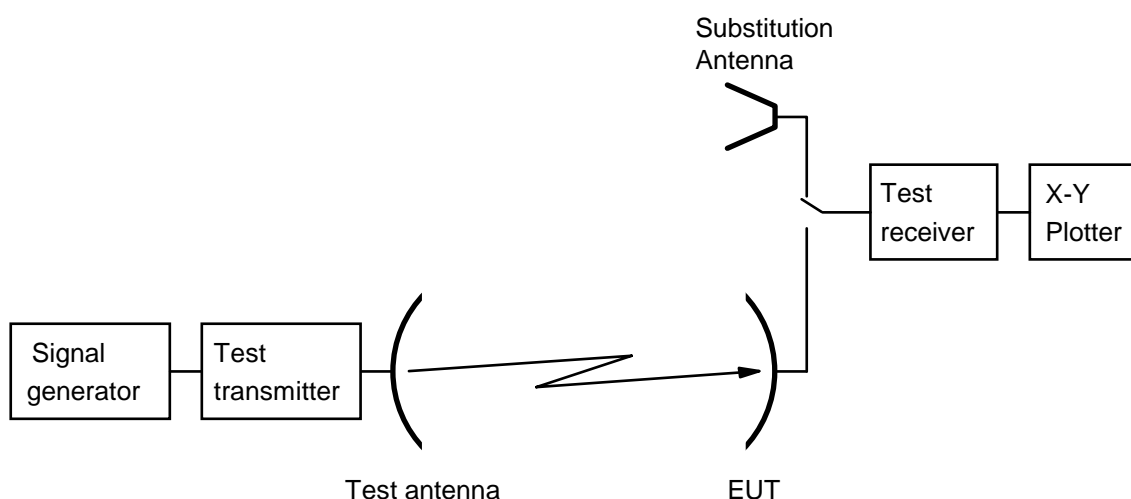 Substitution
Antenna
Test
receiver
X-Y
Plotter
Signal
generator
Test
transmitter
Test antenna
EUT